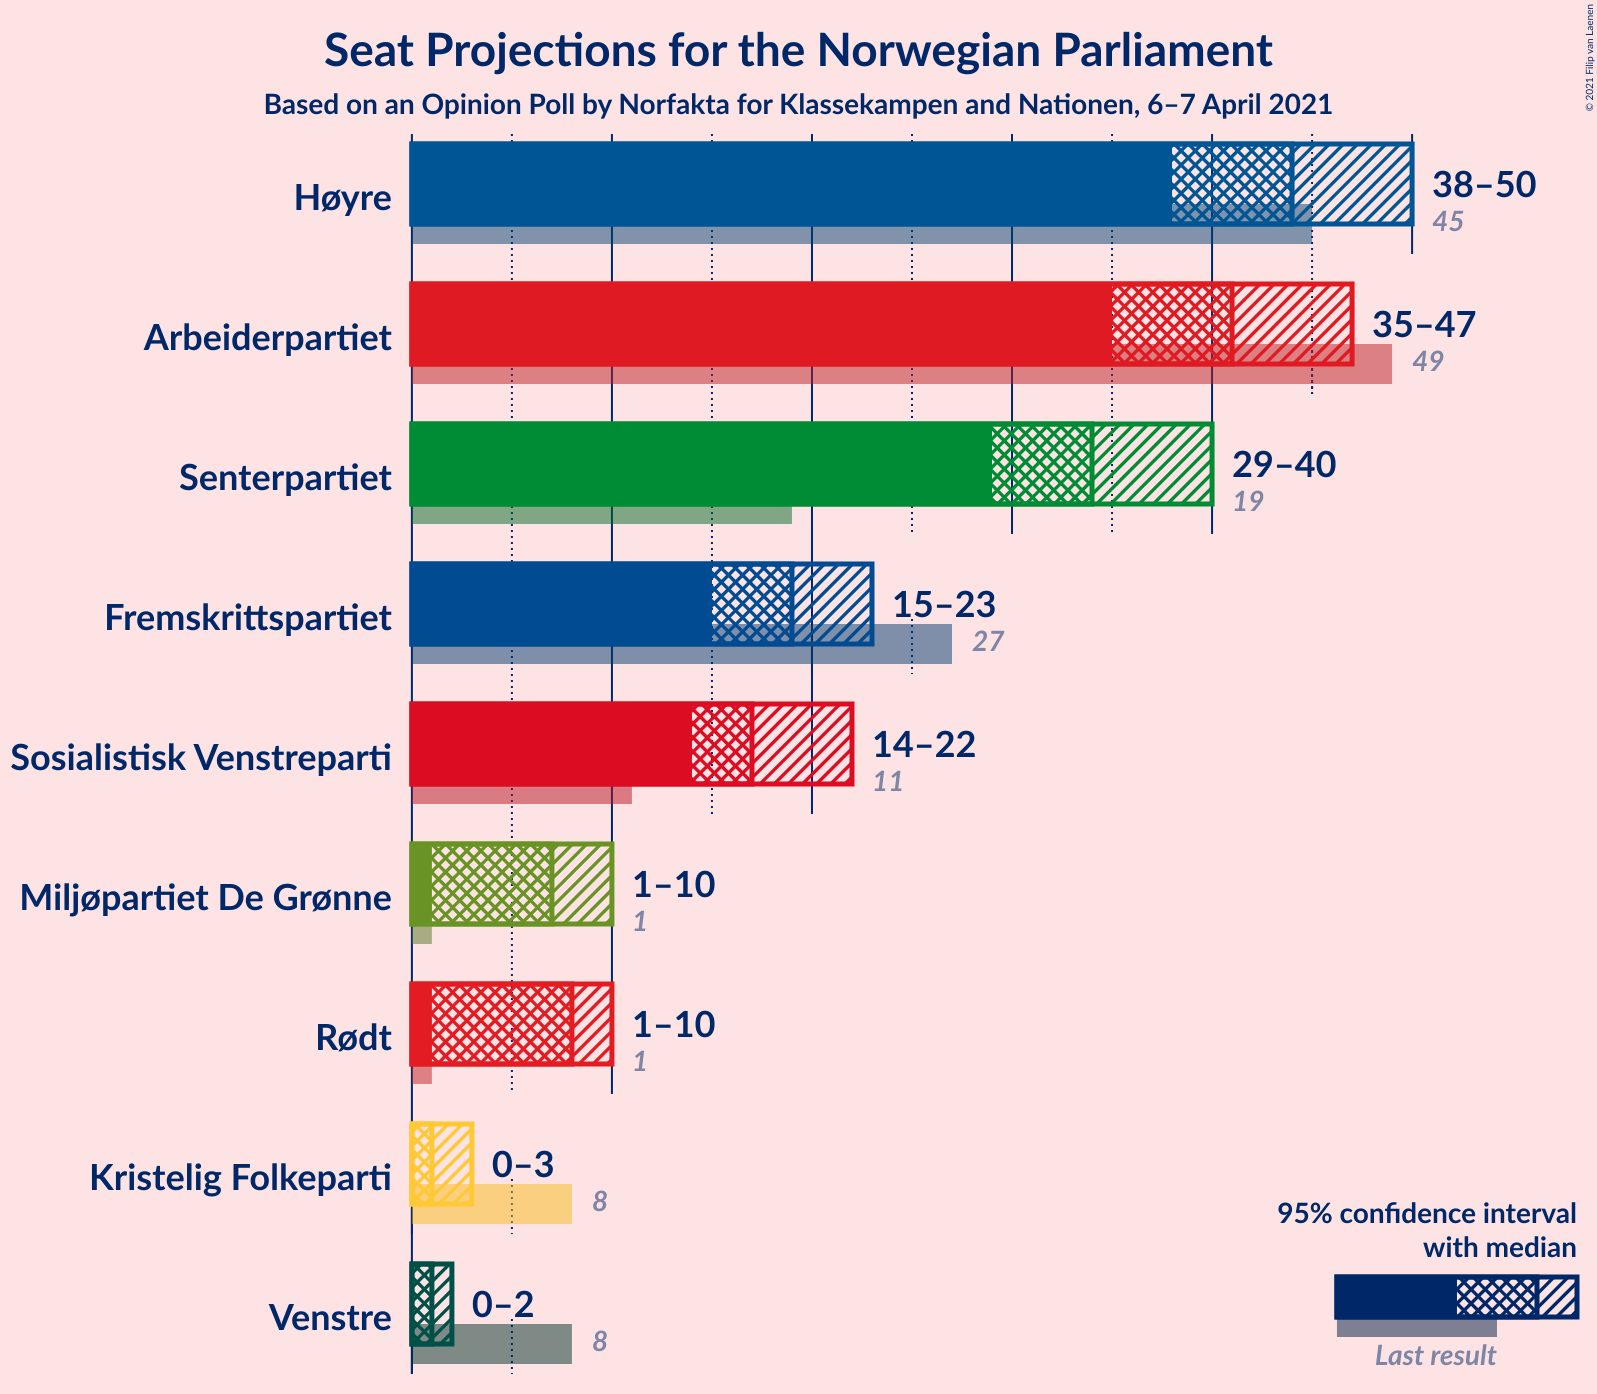 Seat Projections for the Norwegian Parliament
Based on an Opinion Poll by Norfakta for Klassekampen and Nationen, 6–7 April 2021
© 2021 Filip van Laenen
Høyre
38–50
45
Arbeiderpartiet
35–47
49
Senterpartiet
29–40
19
Fremskrittspartiet
15–23
27
Sosialistisk Venstreparti
14–22
11
Miljøpartiet De Grønne
1–10
1
Rødt
1–10
1
Kristelig Folkeparti
0–3
8
Venstre
0–2
8
95% confidence interval
with median
Last result